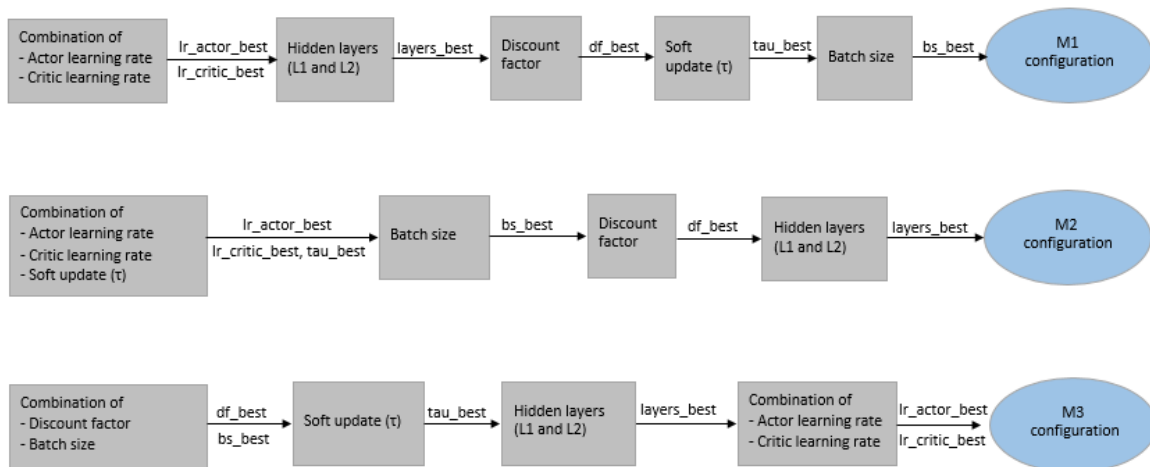 Combination of
- Actor learning rate
- Critic learning rate
lr_actor_best
lr_critic_best
Hidden layers
(L1 and L2)
layers_best
Discount
factor
df_best
Soft
update (τ)
tau_best
Batch size
bs_best
M1
configuration
Combination of
- Actor learning rate
- Critic learning rate
- Soft update (τ)
lr_actor_best
lr_critic_best, tau_best
Batch size
bs_best
Discount
factor
df_best
Hidden layers
(L1 and L2)
layers_best
M2
configuration
Combination of
- Discount factor
- Batch size
df_best
bs_best
Soft update (τ)
tau_best
Hidden layers
(L1 and L2)
layers_best
Combination of
- Actor learning rate
- Critic learning rate
lr_actor_best
lr_critic_best
M3
configuration